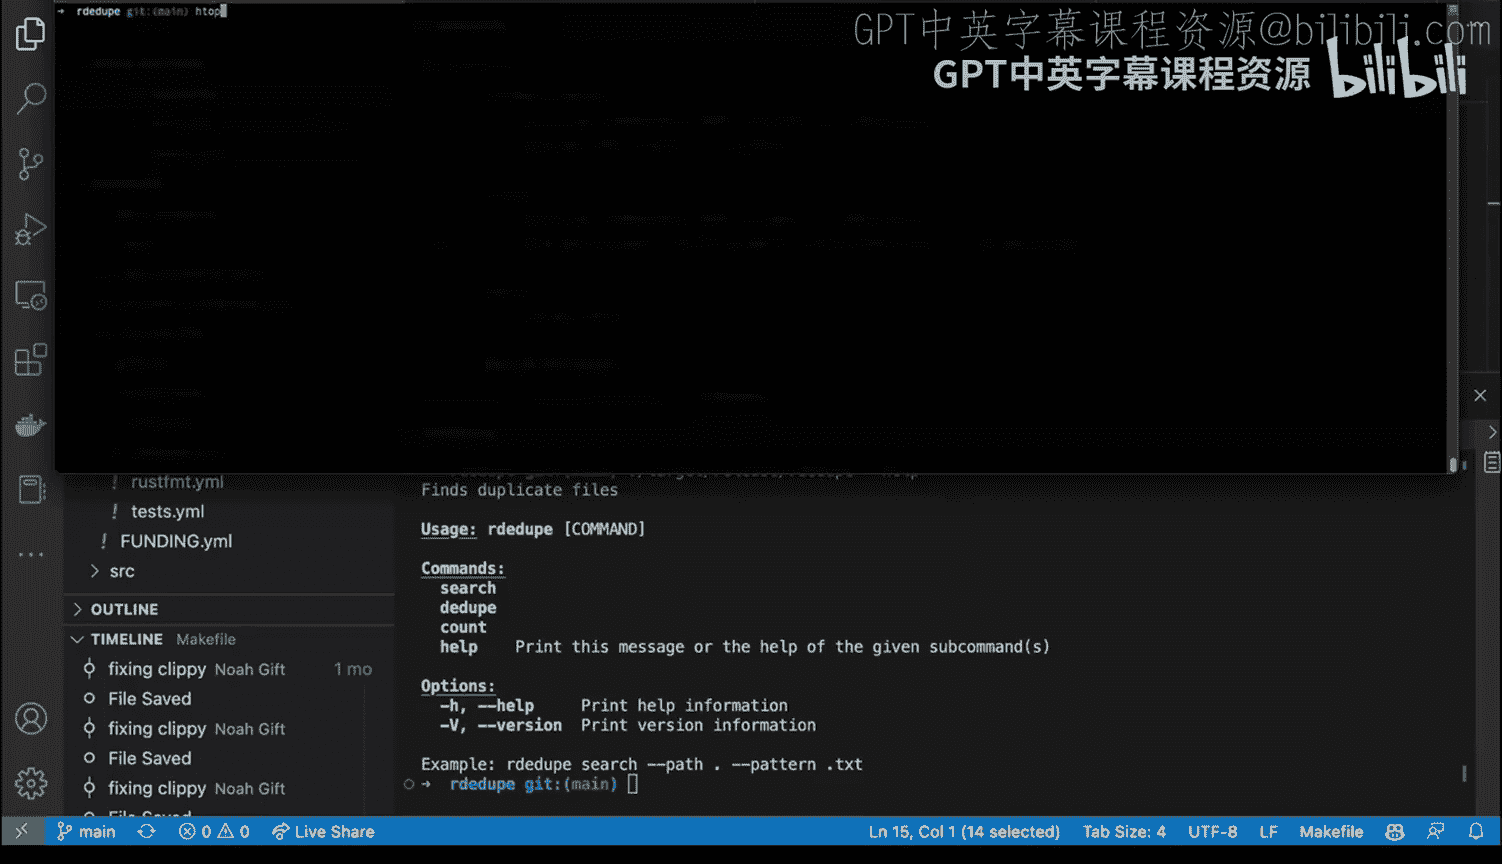 ➜ rdedupe git:(main) htop
GPT中英字幕课程资源@bilibili.com
GPT中英字幕课程资源 bilibili
! rustfmt.yml
! tests.yml
! FUNDING.yml
> src
> OUTLINE
TIMELINE Makefile
fixing clippy Noah Gift 1 mo
File Saved
fixing clippy Noah Gift
File Saved
fixing clippy Noah Gift
File Saved
Finds duplicate files
Usage: rdedupe [COMMAND]
Commands:
search
dedupe
count
help Print this message or the help of the given subcommand(s)
Options:
-h, --help Print help information
-V, --version Print version information
Example: rdedupe search --path . --pattern .txt
➜ rdedupe git:(main)
main 0 0 Live Share Ln 15, Col 1 (14 selected) Tab Size: 4 UTF-8 LF Makefile